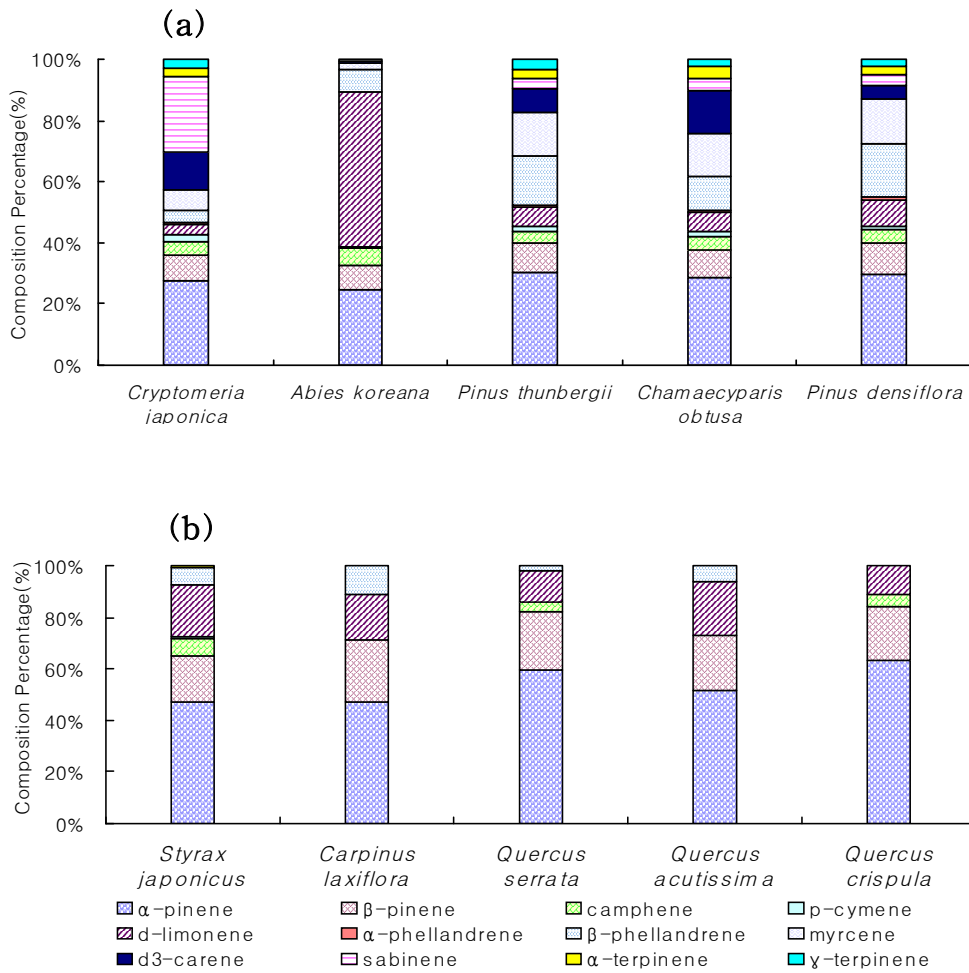 (a)
Composition Percentage(%)
100%
80%
60%
40%
20%
0%
Cryptomeria japonica
Abies koreana
Pinus thunbergii
Chamaecyparis obtusa
Pinus densiflora
(b)
Composition Percentage(%)
100%
80%
60%
40%
20%
0%
Styrax japonicus
Carpinus laxiflora
Quercus serrata
Quercus acutissima
Quercus crispula
α-pinene
β-pinene
camphene
p-cymene
d-limonene
α-phellandrene
β-phellandrene
myrcene
d3-carene
sabinene
α-terpinene
γ-terpinene